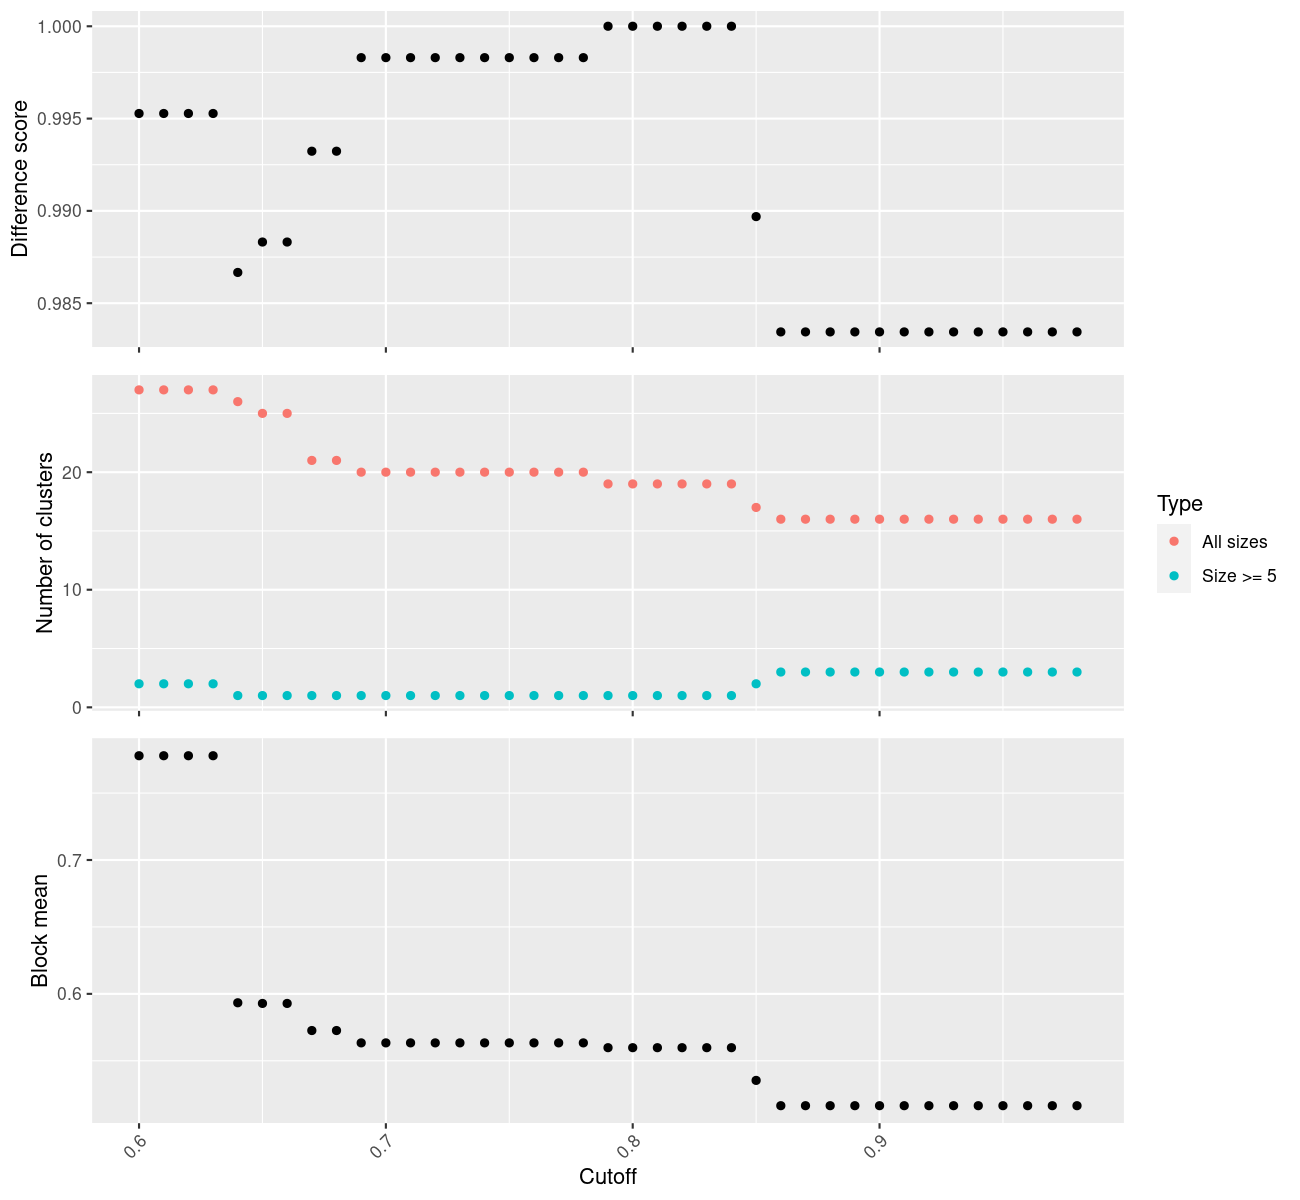 1.000
0.995
0.990
0.985
Difference score
20
10
0
Number of clusters
Type
All sizes
Size >= 5
0.7
0.6
Block mean
0.6 0.7 0.8 0.9
Cutoff